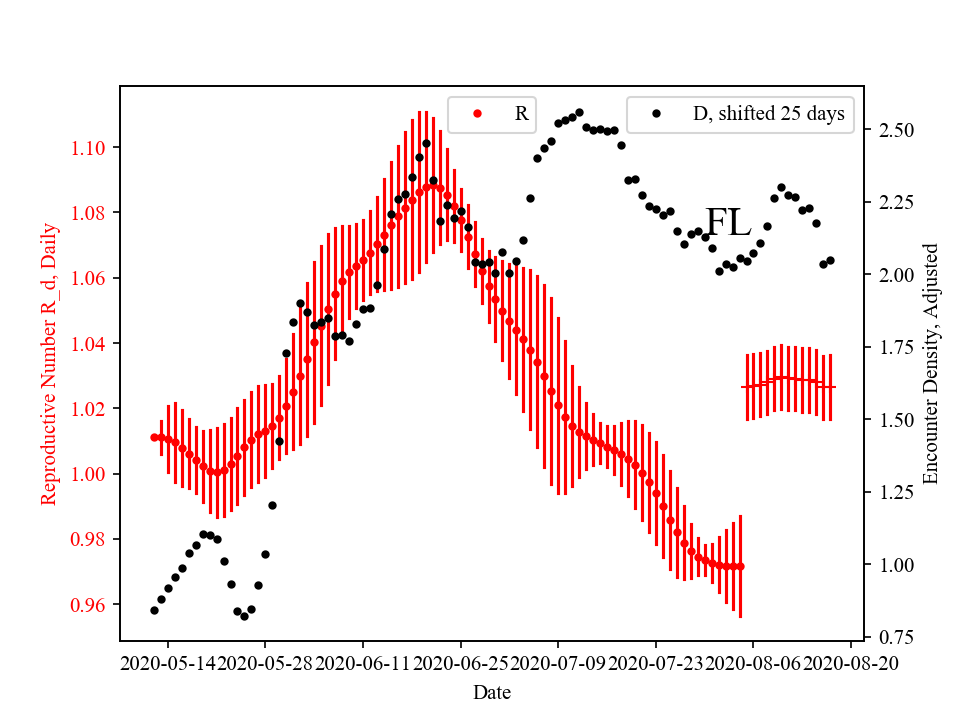 R
D, shifted 25 days
FL
Reproductive Number R_d, Daily
1.10
1.08
1.06
1.04
1.02
1.00
0.98
0.96
2.50
2.25
2.00
1.75
1.50
1.25
1.00
0.75
Encounter Density, Adjusted
2020-05-14 2020-05-28 2020-06-11 2020-06-25 2020-07-09 2020-07-23 2020-08-06 2020-08-20
Date